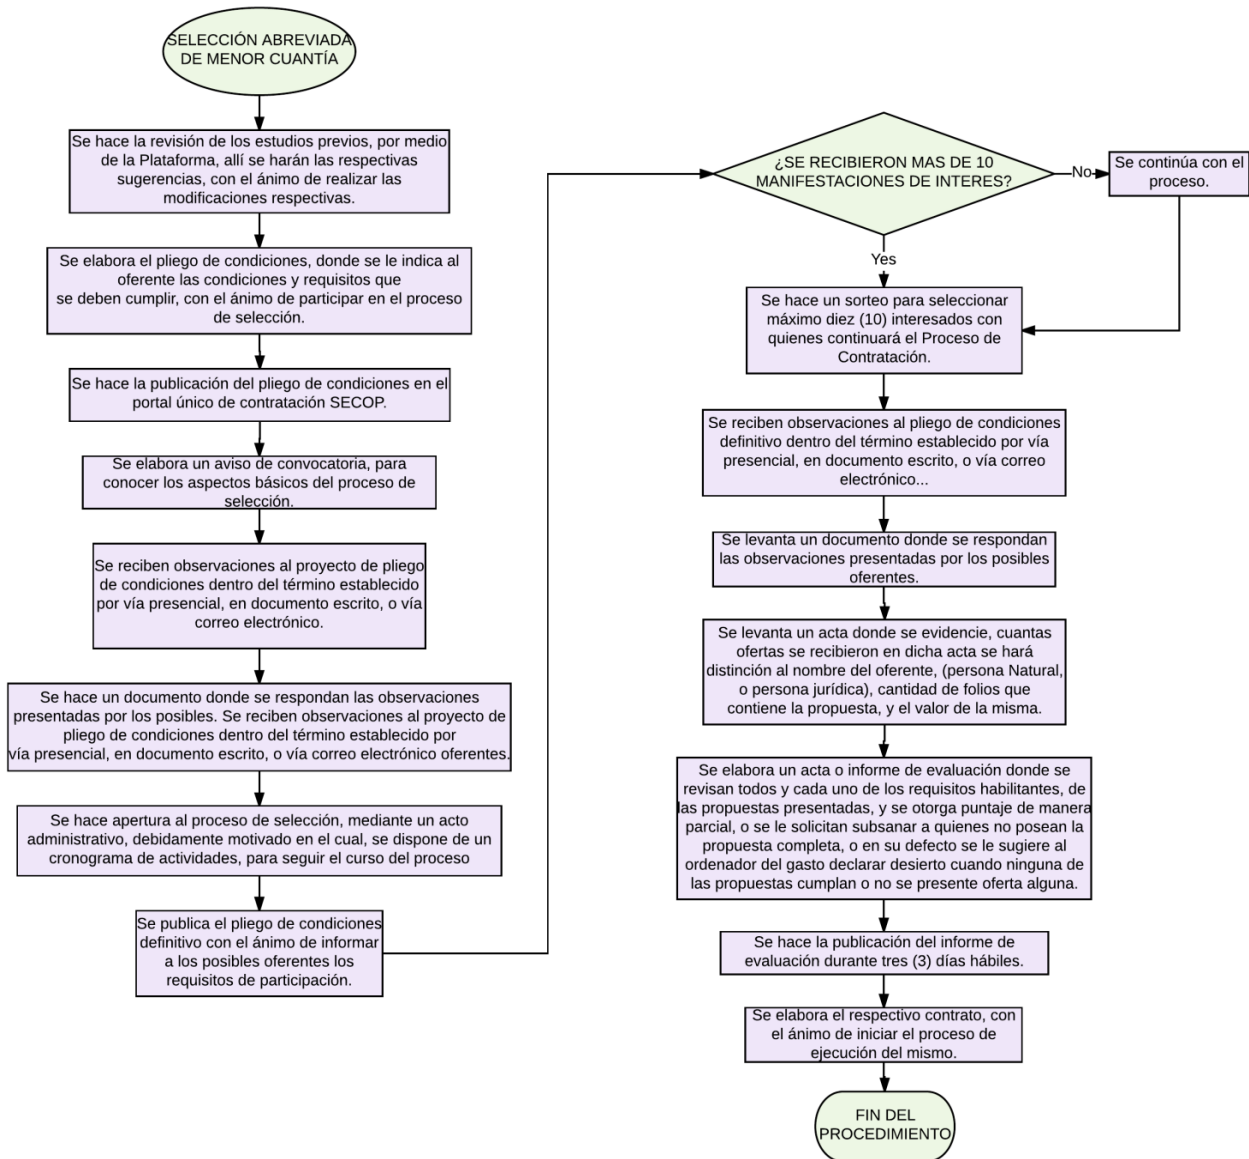 SELECCIÓN ABREVIADA
DE MENOR CUANTÍA
Se hace la revisión de los estudios previos, por medio
de la Plataforma, allí se harán las respectivas
sugerencias, con el ánimo de realizar las
modificaciones respectivas.
Se elabora el pliego de condiciones, donde se le indica al
oferente las condiciones y requisitos que
se deben cumplir, con el ánimo de participar en el proceso
de selección.
Se hace la publicación del pliego de condiciones en el
portal único de contratación SECOP.
Se elabora un aviso de convocatoria, para
conocer los aspectos básicos del proceso de
selección.
Se reciben observaciones al proyecto de pliego
de condiciones dentro del término establecido
por vía presencial, en documento escrito, o vía
correo electrónico.
Se hace un documento donde se respondan las observaciones
presentadas por los posibles. Se reciben observaciones al proyecto de
pliego de condiciones dentro del término establecido por
vía presencial, en documento escrito, o vía correo electrónico oferentes.
Se hace apertura al proceso de selección, mediante un acto
administrativo, debidamente motivado en el cual, se dispone de un
cronograma de actividades, para seguir el curso del proceso
Se publica el pliego de condiciones
definitivo con el ánimo de informar
a los posibles oferentes los
requisitos de participación.
¿SE RECIBIERON MAS DE 10
MANIFESTACIONES DE INTERES?
No
Se continúa con el
proceso.
Yes
Se hace un sorteo para seleccionar
máximo diez (10) interesados con
quienes continuará el Proceso de
Contratación.
Se reciben observaciones al pliego de condiciones
definitivo dentro del término establecido por vía
presencial, en documento escrito, o vía correo
electrónico...
Se levanta un documento donde se respondan
las observaciones presentadas por los posibles
oferentes.
Se levanta un acta donde se evidencie, cuantas
ofertas se recibieron en dicha acta se hará
distinción al nombre del oferente, (persona Natural,
o persona jurídica), cantidad de folios que
contiene la propuesta, y el valor de la misma.
Se elabora un acta o informe de evaluación donde se
revisan todos y cada uno de los requisitos habilitantes, de
las propuestas presentadas, y se otorga puntaje de manera
parcial, o se le solicitan subsanar a quienes no posean la
propuesta completa, o en su defecto se le sugiere al
ordenador del gasto declarar desierto cuando ninguna de
las propuestas cumplan o no se presente oferta alguna.
Se hace la publicación del informe de
evaluación durante tres (3) días hábiles.
Se elabora el respectivo contrato, con
el ánimo de iniciar el proceso de
ejecución del mismo.
FIN DEL
PROCEDIMIENTO